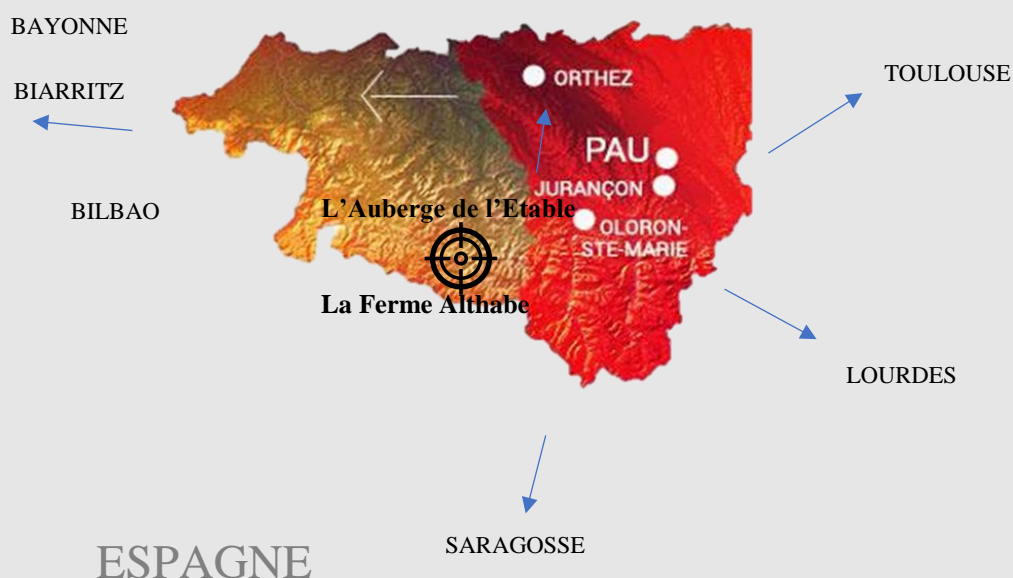 BAYONNE
BIARRITZ
BILBAO
ORTHEZ
TOULOUSE
PAU
JURANÇON
L’Auberge de l’Etable
OLORON-
STE-MARIE
La Ferme Althabe
LOURDES
SARAGOSSE
ESPAGNE